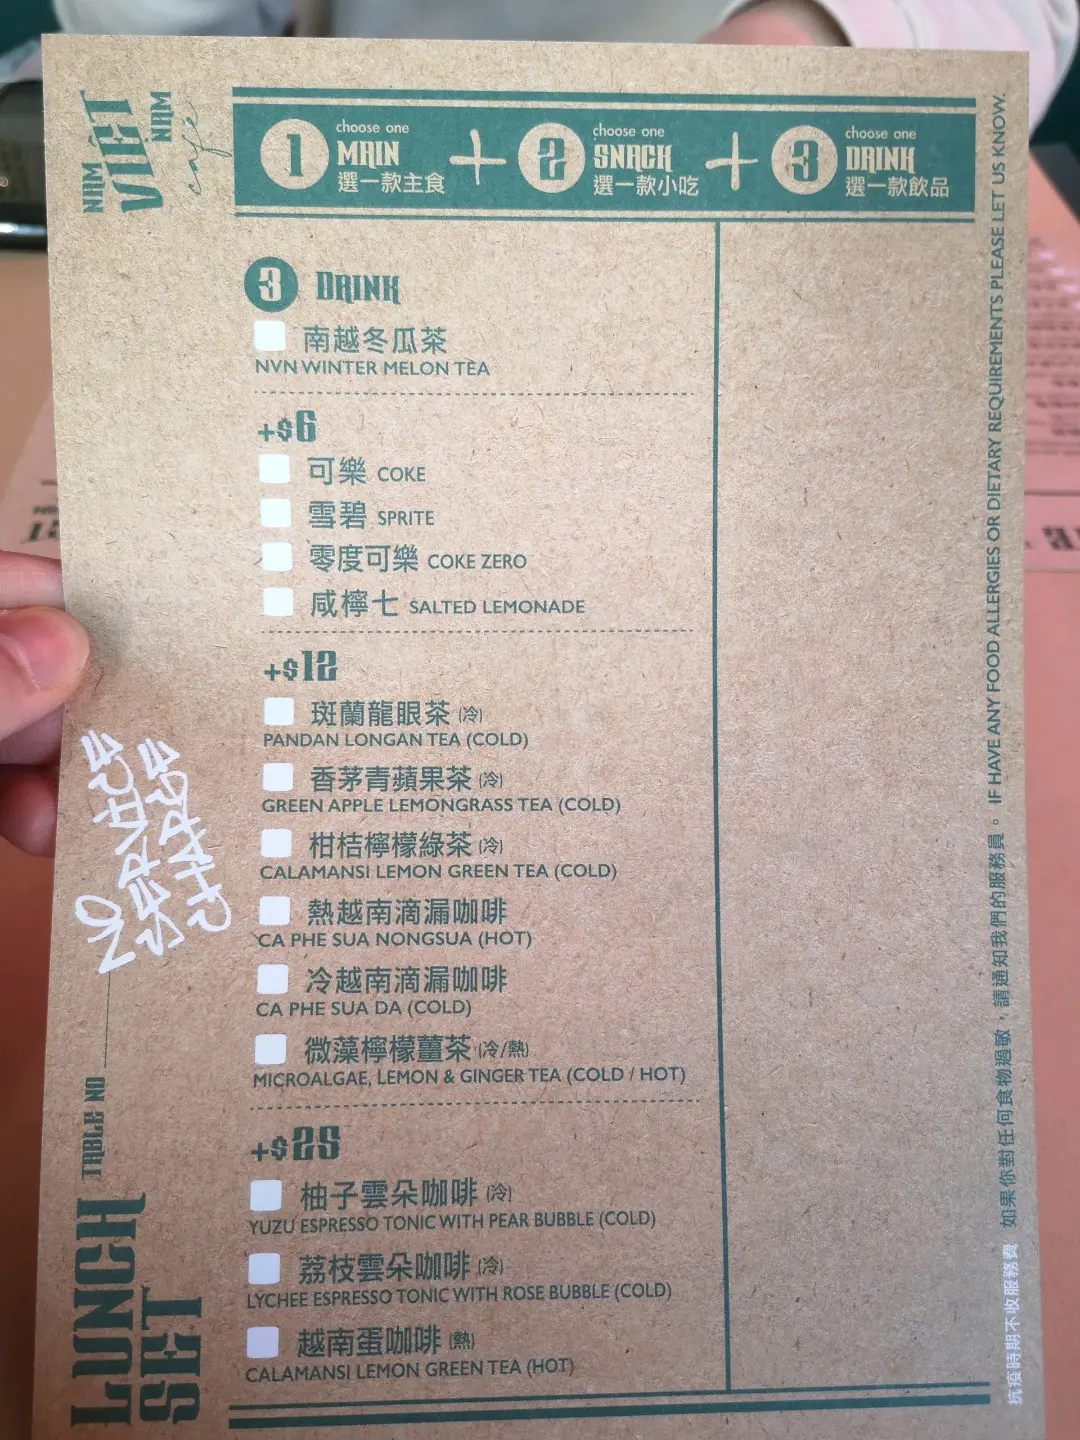 NAM
VIET
NAM
cafe
1
choose one
MAIN
選一款主食
+
2
choose one
SNACK
選一款小吃
+
3
choose one
DRINK
選一款飲品
3 DRINK
南越冬瓜茶
NVN WINTER MELON TEA
+$6
可樂 COKE
雪碧 SPRITE
零度可樂 COKE ZERO
咸檸七 SALTED LEMONADE
+$12
斑蘭龍眼茶 (冷)
PANDAN LONGAN TEA (COLD)
香茅青蘋果茶 (冷)
GREEN APPLE LEMONGRASS TEA (COLD)
柑桔檸檬綠茶 (冷)
CALAMANSI LEMON GREEN TEA (COLD)
熱越南滴漏咖啡
CA PHE SUA NONGSUA (HOT)
冷越南滴漏咖啡
CA PHE SUA DA (COLD)
微藻檸檬薑茶 (冷/熱)
MICROALGAE, LEMON & GINGER TEA (COLD / HOT)
+$25
柚子雲朵咖啡 (冷)
YUZU ESPRESSO TONIC WITH PEAR BUBBLE (COLD)
荔枝雲朵咖啡 (冷)
LYCHEE ESPRESSO TONIC WITH ROSE BUBBLE (COLD)
越南蛋咖啡 (熱)
CALAMANSI LEMON GREEN TEA (HOT)
NO
SERVICE
CHARGE
TABLE NO
LUNCH
SET
抗疫時期不收服務費 如果你對任何食物過敏，請通知我們的服務員。 IF HAVE ANY FOOD ALLERGIES OR DIETARY REQUIREMENTS PLEASE LET US KNOW.